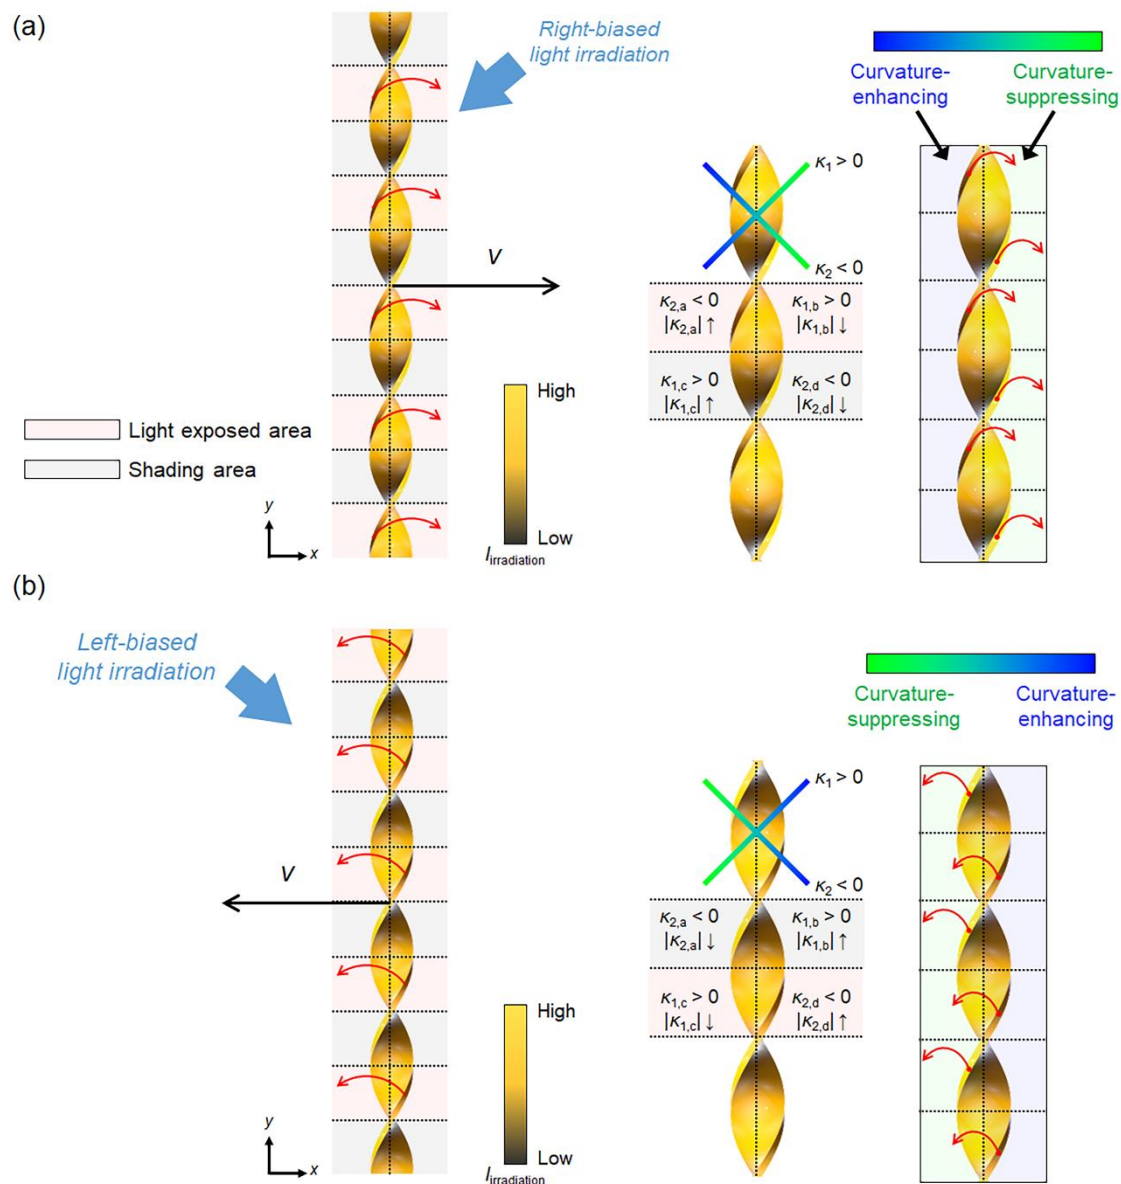 (a)
Right-biased
light irradiation
Curvature-
enhancing
Curvature-
suppressing
V
κ1 > 0
κ2 < 0
κ2,a < 0
|κ2,a| ↑
κ1,b > 0
|κ1,b| ↓
κ1,c > 0
|κ1,c| ↑
κ2,d < 0
|κ2,d| ↓
High
Low
Iirradiation
Light exposed area
Shading area
y
x
(b)
Left-biased
light irradiation
Curvature-
suppressing
Curvature-
enhancing
V
κ1 > 0
κ2 < 0
κ2,a < 0
|κ2,a| ↓
κ1,b > 0
|κ1,b| ↑
κ1,c > 0
|κ1,c| ↓
κ2,d < 0
|κ2,d| ↑
High
Low
Iirradiation
y
x